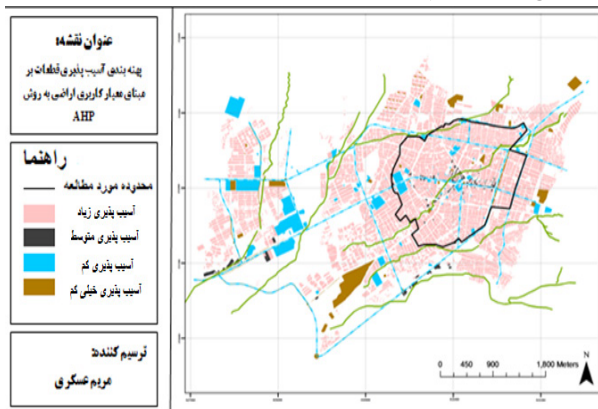 عنوان نقشه:
پهنه بندی آسیب پذیری قطعات بر
مبنای معیار کاربری اراضی به روش
AHP
راهنما
محدوده مورد مطالعه
آسیب پذیری زیاد
آسیب پذیری متوسط
آسیب پذیری کم
آسیب پذیری خیلی کم
ترسیم کننده:
مریم عسکری
0 450 900 1,800 Meters
N